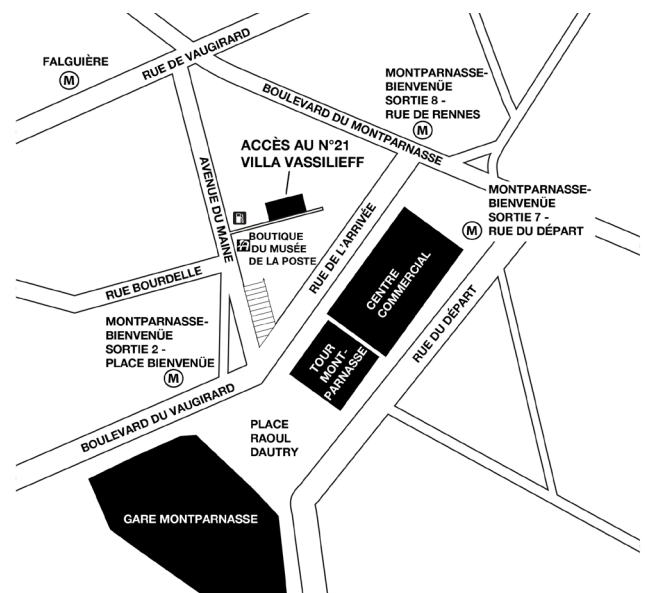 FALGUIÈRE
M
RUE DE VAUGIRARD
MONTPARNASSE-
BIENVENÜE
SORTIE 8 -
RUE DE RENNES
M
BOULEVARD DU MONTPARNASSE
ACCÈS AU N°21
VILLA VASSILIEFF
AVENUE DU MAINE
MONTPARNASSE-
BIENVENÜE
SORTIE 7 -
RUE DU DÉPART
M
BOUTIQUE
DU MUSÉE
DE LA POSTE
RUE DE L'ARRIVÉE
RUE BOURDELLE
CENTRE
COMMERCIAL
MONTPARNASSE-
BIENVENÜE
SORTIE 2 -
PLACE BIENVENÜE
M
TOUR
MONT-
PARNASSE
RUE DU DÉPART
BOULEVARD DU VAUGIRARD
PLACE
RAOUL
DAUTRY
GARE MONTPARNASSE